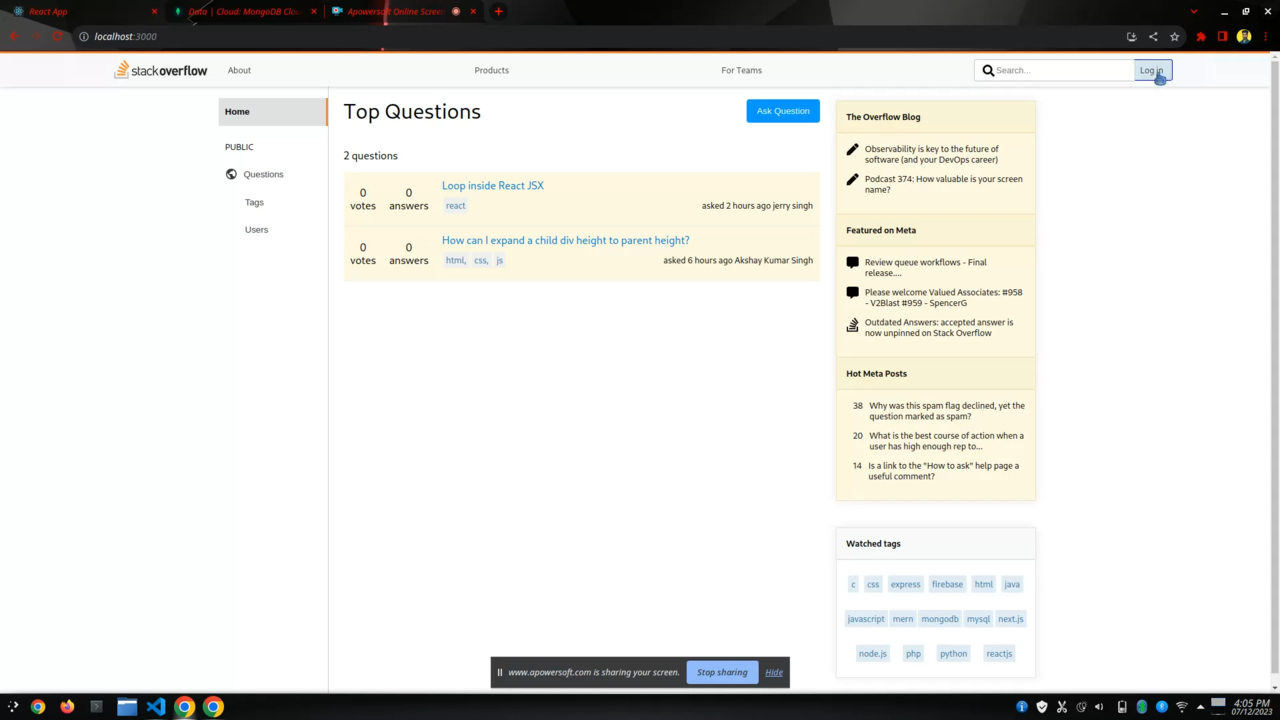 React App
Data | Cloud: MongoDB Clou
Apowersoft Online Screen
localhost:3000
stackoverflow
About
Products
For Teams
Search...
Log in
Home
PUBLIC
Questions
Tags
Users
Top Questions
Ask Question
2 questions
0 votes
0 answers
Loop inside React JSX
react
asked 2 hours ago jerry singh
0 votes
0 answers
How can I expand a child div height to parent height?
html, css, js
asked 6 hours ago Akshay Kumar Singh
The Overflow Blog
Observability is key to the future of
software (and your DevOps career)
Podcast 374: How valuable is your screen
name?
Featured on Meta
Review queue workflows - Final
release....
Please welcome Valued Associates: #958
- V2Blast #959 - SpencerG
Outdated Answers: accepted answer is
now unpinned on Stack Overflow
Hot Meta Posts
38 Why was this spam flag declined, yet the
question marked as spam?
20 What is the best course of action when a
user has high enough rep to...
14 Is a link to the "How to ask" help page a
useful comment?
Watched tags
c css express firebase html java
javascript mern mongodb mysql next.js
node.js php python reactjs
www.apowersoft.com is sharing your screen.
Stop sharing
Hide
4:05 PM
07/12/2023